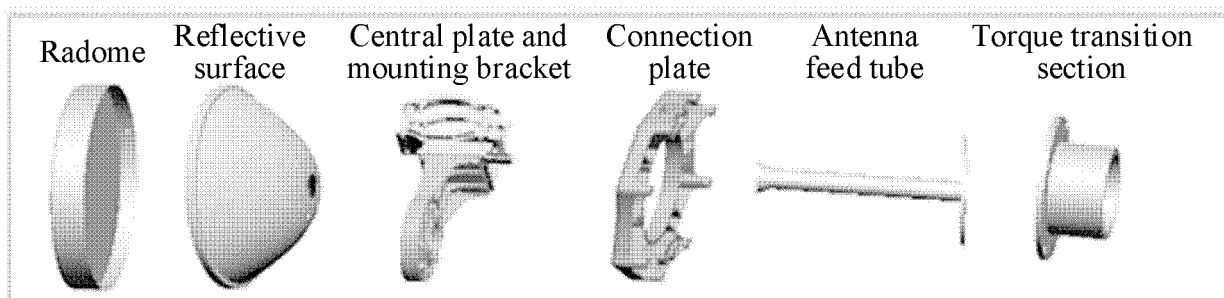 Radome
Reflective
surface
Central plate and
mounting bracket
Connection
plate
Antenna
feed tube
Torque transition
section